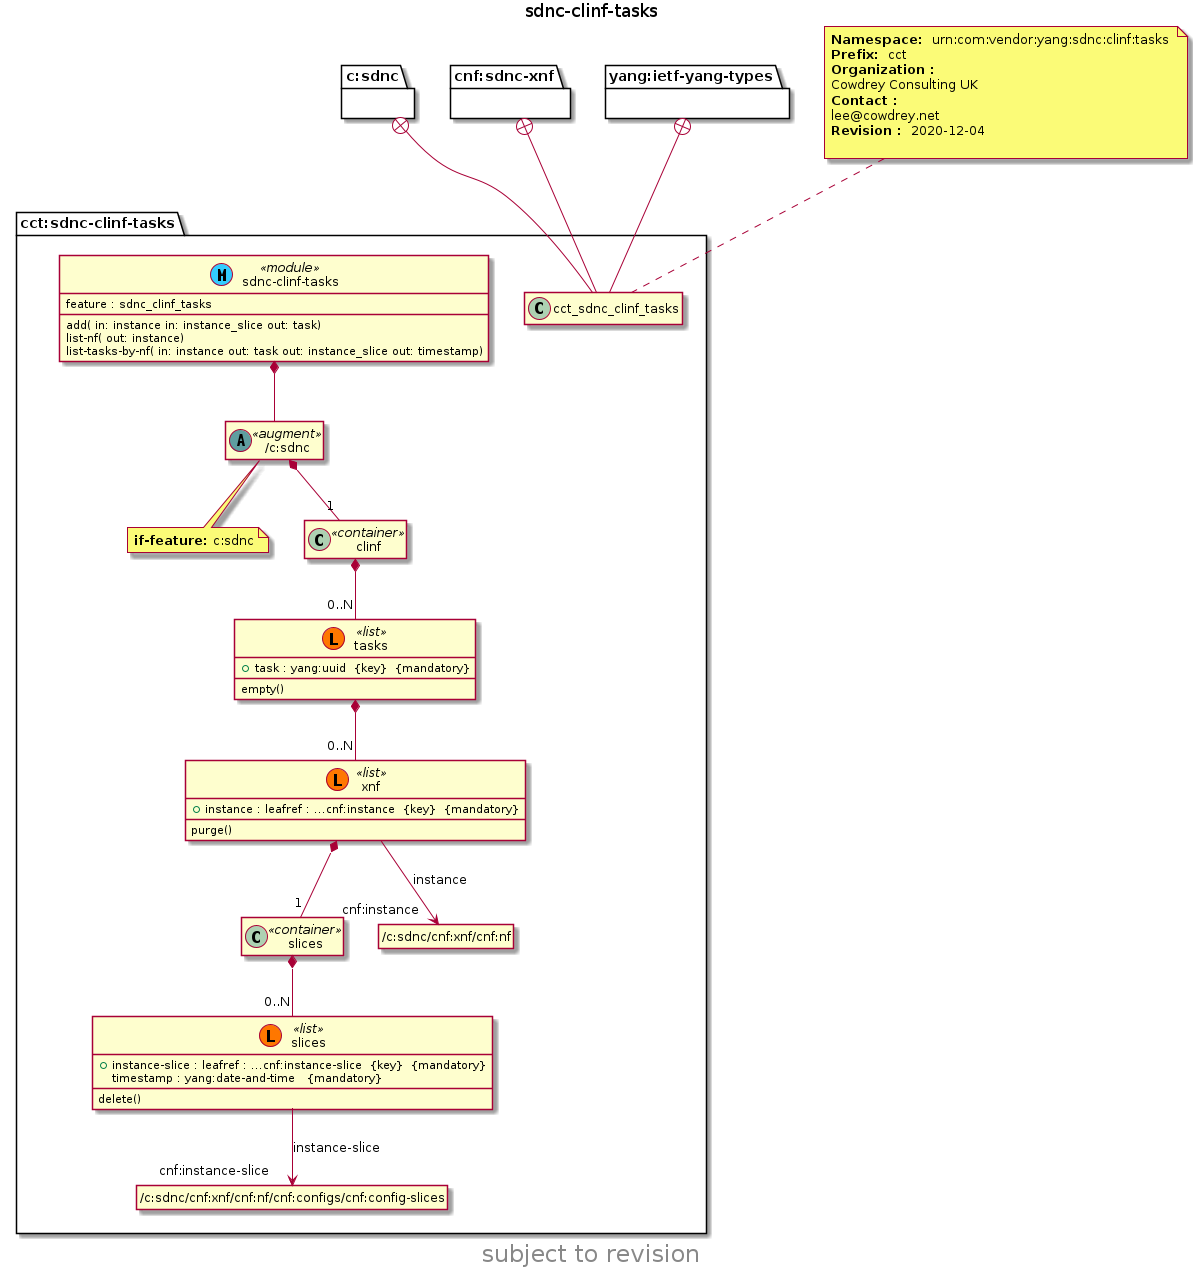 sdnc-clinf-tasks
Namespace: urn:com:vendor:yang:sdnc:clinf:tasks
Prefix: cct
Organization :
Cowdrey Consulting UK
Contact :
lee@cowdrey.net
Revision : 2020-12-04
c:sdnc
cnf:sdnc-xnf
yang:ietf-yang-types
cct:sdnc-clinf-tasks
M
«module»
sdnc-clinf-tasks
feature : sdnc_clinf_tasks
add( in: instance in: instance_slice out: task)
list-nf( out: instance)
list-tasks-by-nf( in: instance out: task out: instance_slice out: timestamp)
C cct_sdnc_clinf_tasks
A
«augment»
/c:sdnc
if-feature: c:sdnc
1
C
«container»
clinf
0..N
L
«list»
tasks
task : yang:uuid {key} {mandatory}
empty()
0..N
L
«list»
xnf
instance : leafref : ...cnf:instance {key} {mandatory}
purge()
instance
1
cnf:instance
C
«container»
slices
/c:sdnc/cnf:xnf/cnf:nf
0..N
L
«list»
slices
instance-slice : leafref : ...cnf:instance-slice {key} {mandatory}
timestamp : yang:date-and-time {mandatory}
delete()
instance-slice
cnf:instance-slice
/c:sdnc/cnf:xnf/cnf:nf/cnf:configs/cnf:config-slices
subject to revision